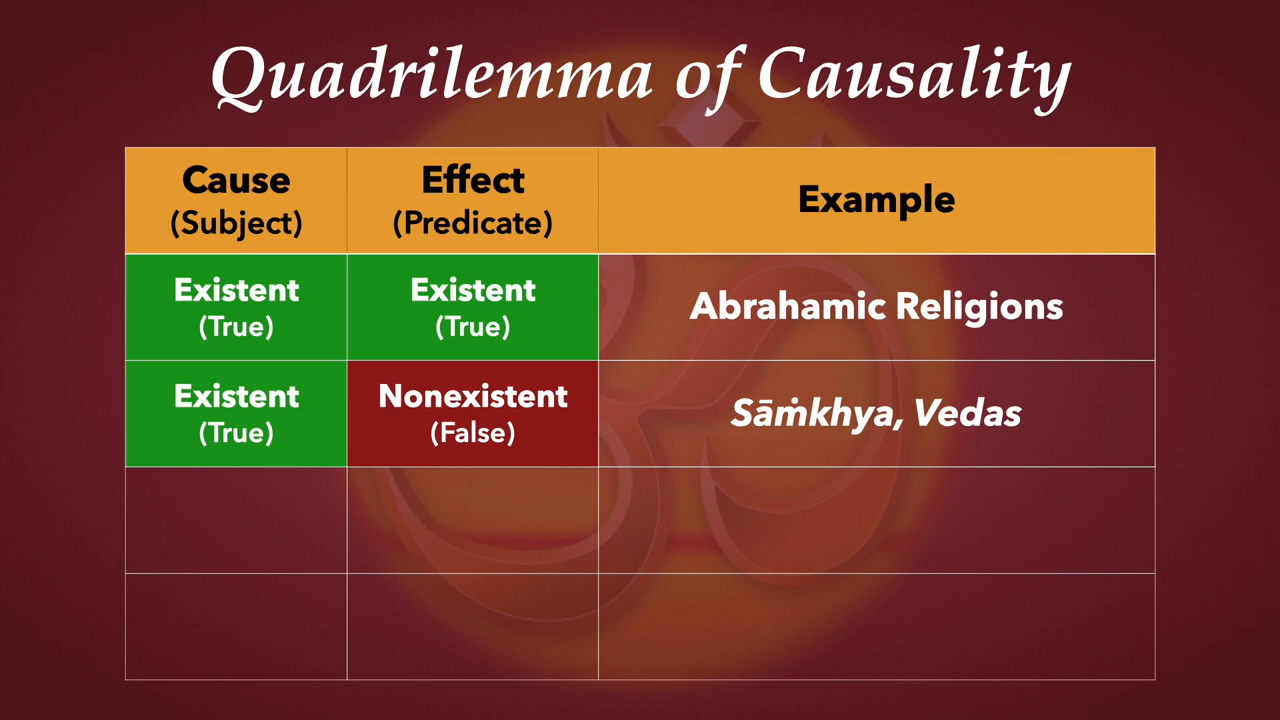 Quadrilemma of Causality
Cause
(Subject)
Effect
(Predicate)
Example
Existent
(True)
Existent
(True)
Abrahamic Religions
Existent
(True)
Nonexistent
(False)
Sāṁkhya, Vedas